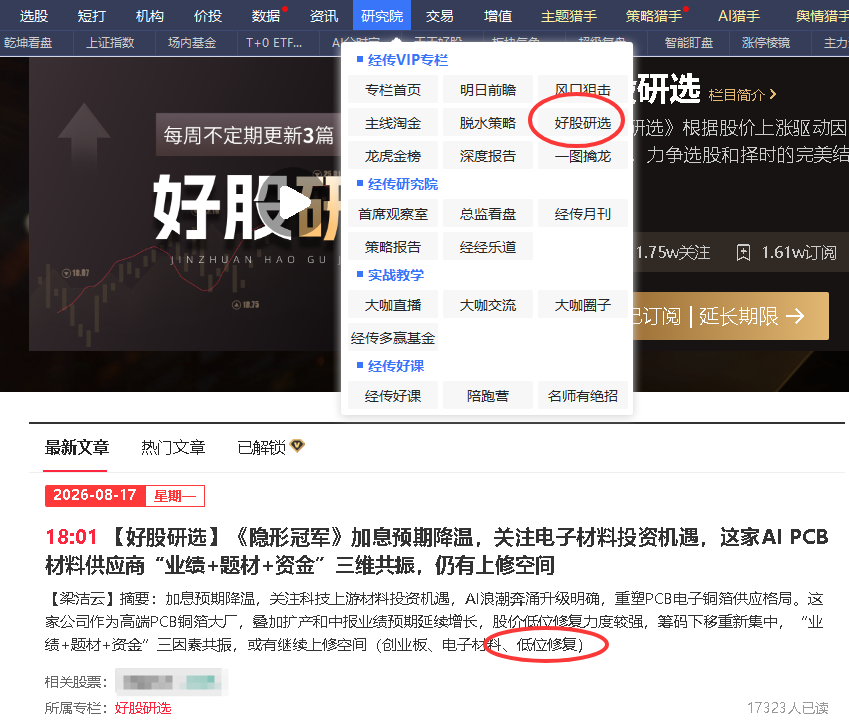 选股 短打 机构 价投 数据 资讯 研究院 交易 增值 主题猎手 策略猎手 AI猎手 舆情猎手
乾坤看盘 上证指数 场内基金 T+0 ETF... 智能盯盘 涨停棱镜 主力
经传VIP专栏
专栏首页 明日前瞻 风口狙击
主线淘金 脱水策略 好股研选
龙虎金榜 深度报告 一图擒龙
经传研究院
首席观察室 总监看盘 经传月刊
策略报告 经经乐道
实战教学
大咖直播 大咖交流 大咖圈子
经传多赢基金
经传好课
经传好课 陪跑营 名师有绝招
每周不定期更新3篇
好股研
JINZHUAN HAO GU J
18.87
18.75
研选 栏目简介
研选》根据股价上涨驱动因
力争选股和择时的完美结
1.75w关注 1.61w订阅
已订阅 | 延长期限 →
最新文章 热门文章 已解锁
2026-08-17 星期一
18:01 【好股研选】《隐形冠军》加息预期降温，关注电子材料投资机遇，这家AI PCB
材料供应商“业绩+题材+资金”三维共振，仍有上修空间
【梁洁云】摘要：加息预期降温，关注科技上游材料投资机遇，AI浪潮奔涌升级明确，重塑PCB电子铜箔供应格局。这
家公司作为高端PCB铜箔大厂，叠加扩产和中报业绩预期延续增长，股价低位修复力度较强，筹码下移重新集中，“业
绩+题材+资金”三因素共振，或有继续上修空间（创业板、电子材料、低位修复）
相关股票：
所属专栏：好股研选
17323人已读